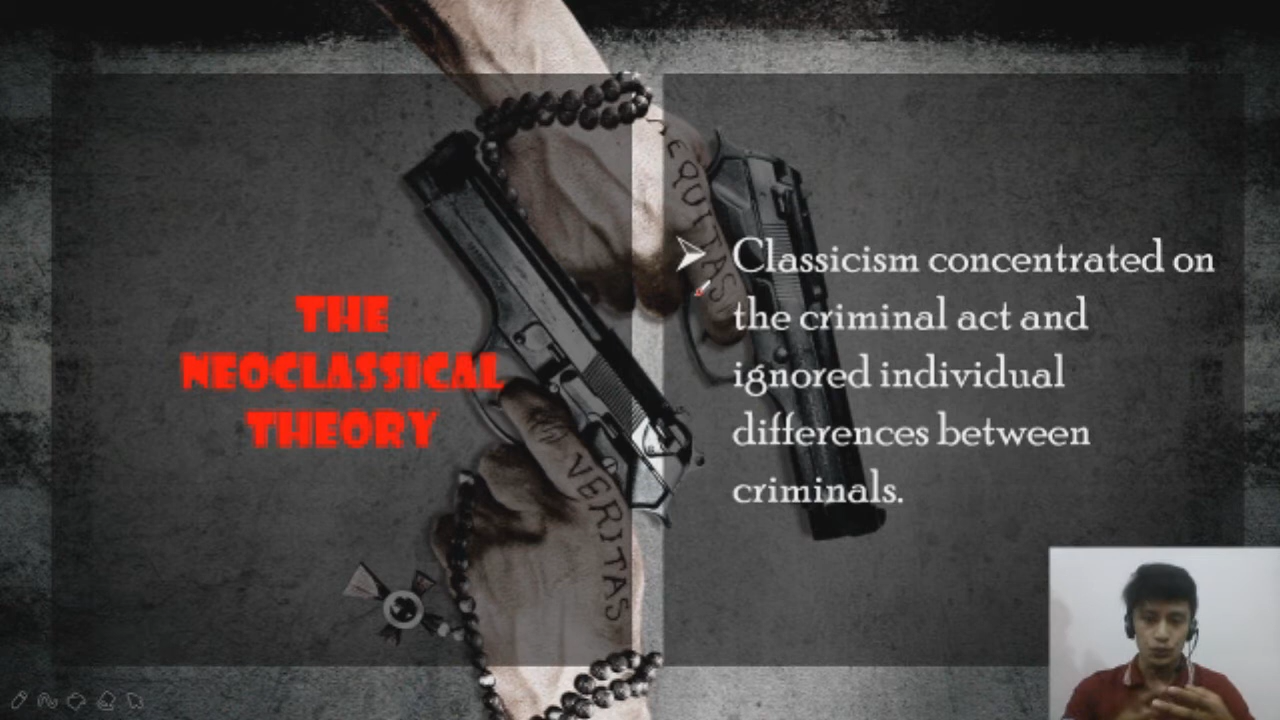 THE
NEOCLASSICAL
THEORY
Classicism concentrated on
the criminal act and
ignored individual
differences between
criminals.
AEQUITAS
VERITAS